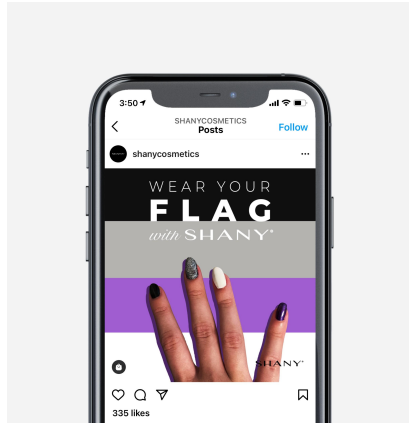 3:50
SHANYCOSMETICS
Posts
Follow
shanycosmetics
WEAR YOUR
FLAG
with SHANY®
SHANY®
335 likes